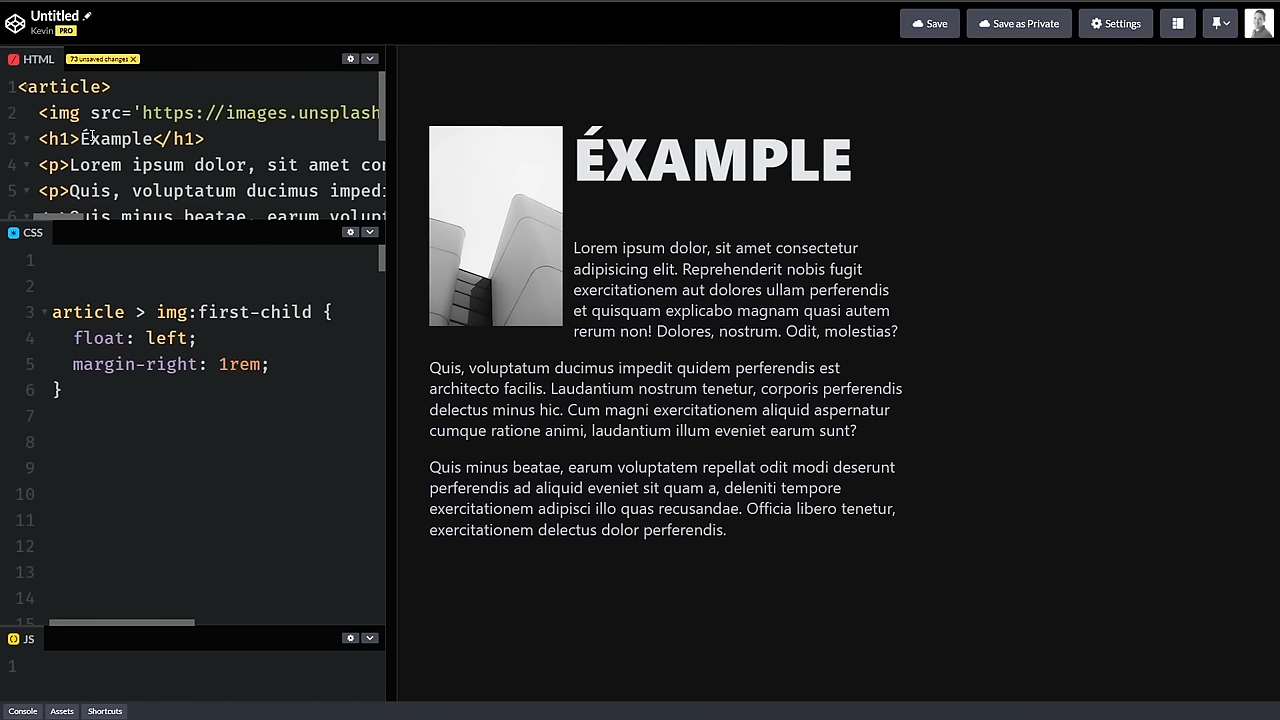 Untitled
Kevin PRO
Save
Save as Private
Settings
HTML
73 unsaved changes X
1 <article>
2 <img src='https://images.unsplash
3 <h1>Éxample</h1>
4 <p>Lorem ipsum dolor, sit amet con
5 <p>Quis, voluptatum ducimus impedi
6 Quis minus beatae, earum volupt
CSS
1
2
3 article > img:first-child {
4 float: left;
5 margin-right: 1rem;
6 }
7
8
9
10
11
12
13
14
15
JS
1
ÉXAMPLE
Lorem ipsum dolor, sit amet consectetur
adipisicing elit. Reprehenderit nobis fugit
exercitationem aut dolores ullam perferendis
et quisquam explicabo magnam quasi autem
rerum non! Dolores, nostrum. Odit, molestias?
Quis, voluptatum ducimus impedit quidem perferendis est
architecto facilis. Laudantium nostrum tenetur, corporis perferendis
delectus minus hic. Cum magni exercitationem aliquid aspernatur
cumque ratione animi, laudantium illum eveniet earum sunt?
Quis minus beatae, earum voluptatem repellat odit modi deserunt
perferendis ad aliquid eveniet sit quam a, deleniti tempore
exercitationem adipisci illo quas recusandae. Officia libero tenetur,
exercitationem delectus dolor perferendis.
Console
Assets
Shortcuts